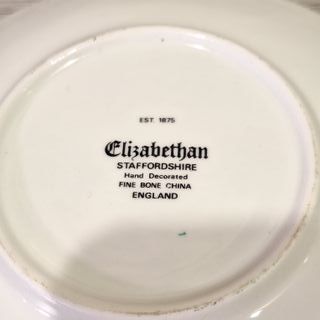 EST. 1875
Elizabethan
STAFFORDSHIRE
Hand Decorated
FINE BONE CHINA
ENGLAND